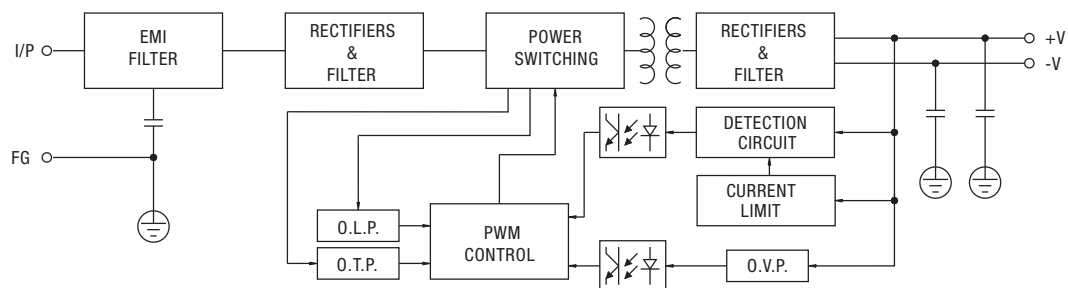 I/P
EMI
FILTER
RECTIFIERS
&
FILTER
POWER
SWITCHING
RECTIFIERS
&
FILTER
+V
-V
FG
DETECTION
CIRCUIT
CURRENT
LIMIT
O.L.P.
O.T.P.
PWM
CONTROL
O.V.P.